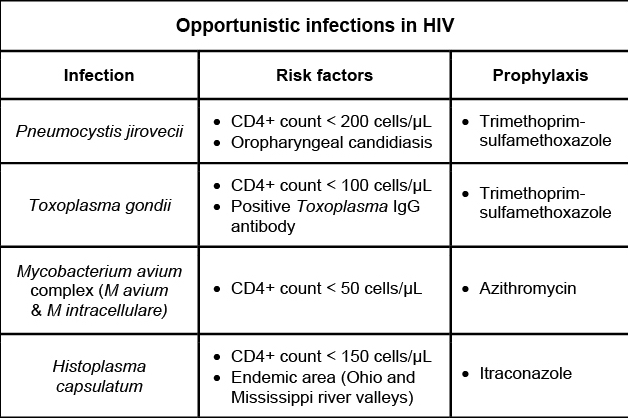 Opportunistic infections in HIV
Infection
Risk factors
Prophylaxis
Pneumocystis jirovecii
• CD4+ count < 200 cells/µL
• Oropharyngeal candidiasis
• Trimethoprim-
sulfamethoxazole
Toxoplasma gondii
• CD4+ count < 100 cells/µL
• Positive Toxoplasma IgG
antibody
• Trimethoprim-
sulfamethoxazole
Mycobacterium avium
complex (M avium
& M intracellulare)
• CD4+ count < 50 cells/µL
• Azithromycin
Histoplasma
capsulatum
• CD4+ count < 150 cells/µL
• Endemic area (Ohio and
Mississippi river valleys)
• Itraconazole